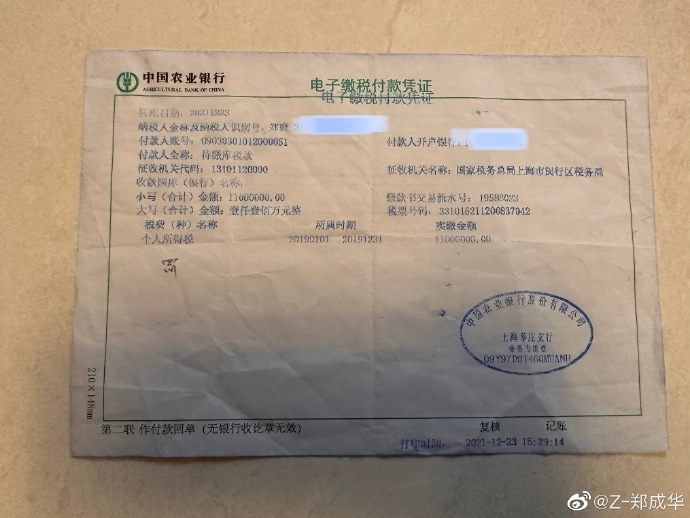 中国农业银行
AGRICULTURAL BANK OF CHINA
电子缴税付款凭证
电子缴税付款凭证
转账日期：20211223
纳税人全称及纳税人识别号：郑爽
付款人账号：09030301012000051 付款人开户银行：
付款人全称：待缴库税款
征收机关代码：13101120000 征收机关名称：国家税务总局上海市闵行区税务局
收款国库（银行）名称：
小写（合计）金额：11000000.00 缴款书交易流水号：19586023
大写（合计）金额：壹仟壹佰万元整 税票号码：331016211200837042
税费（种）名称 所属时期 实缴金额
个人所得税 20190101 20191231 11000000.00
罚
中国农业银行股份有限公司
上海莘庄支行
业务专用章
210×148mm
第二联 作付款回单（无银行收讫章无效） 复核 记账
打印时间： 2021-12-23 15:29:14
@Z-郑成华